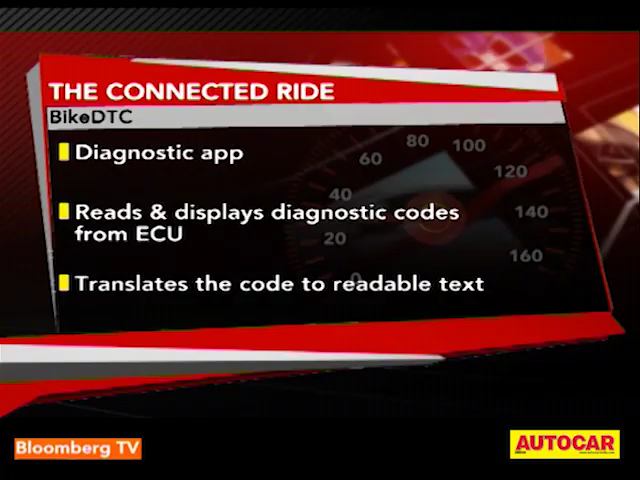 THE CONNECTED RIDE
BikeDTC
Diagnostic app
Reads & displays diagnostic codes
from ECU
Translates the code to readable text
0
20
40
60
80
100
120
140
160
Bloomberg TV
AUTOCAR